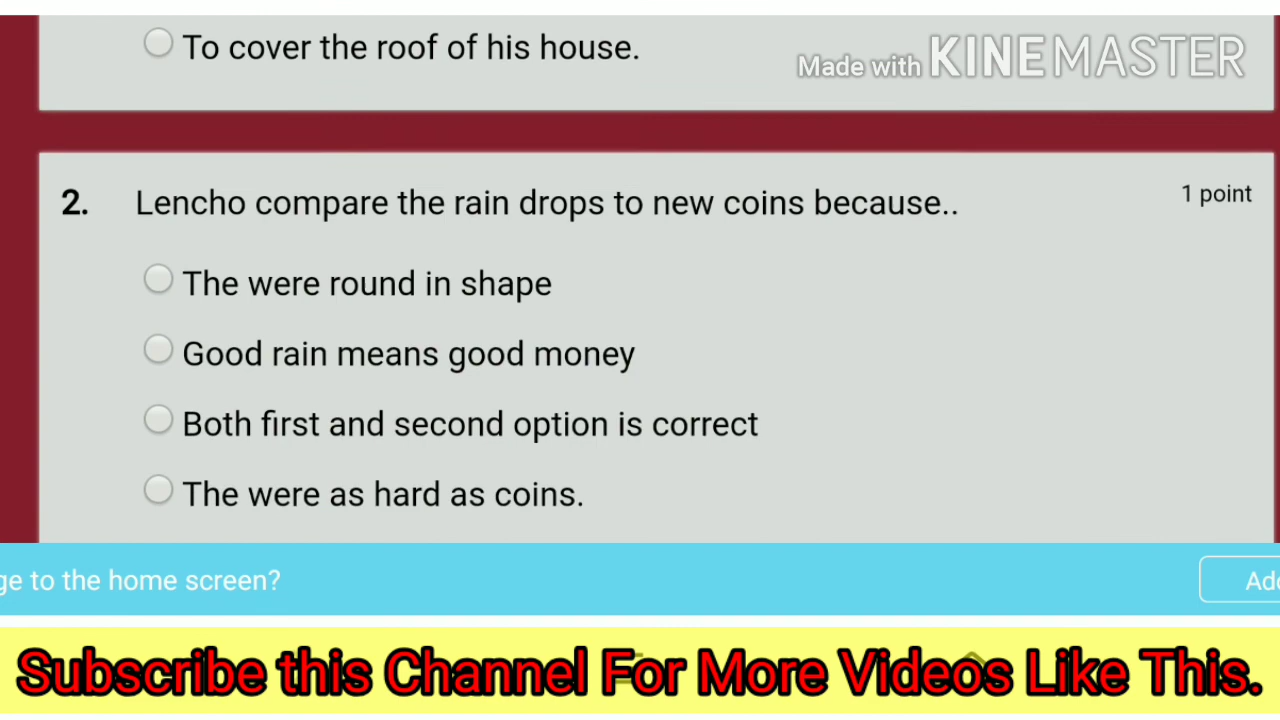 To cover the roof of his house.
Made with KINEMASTER
2. Lencho compare the rain drops to new coins because.. 1 point
The were round in shape
Good rain means good money
Both first and second option is correct
The were as hard as coins.
to the home screen?
Subscribe this Channel For More Videos Like This.